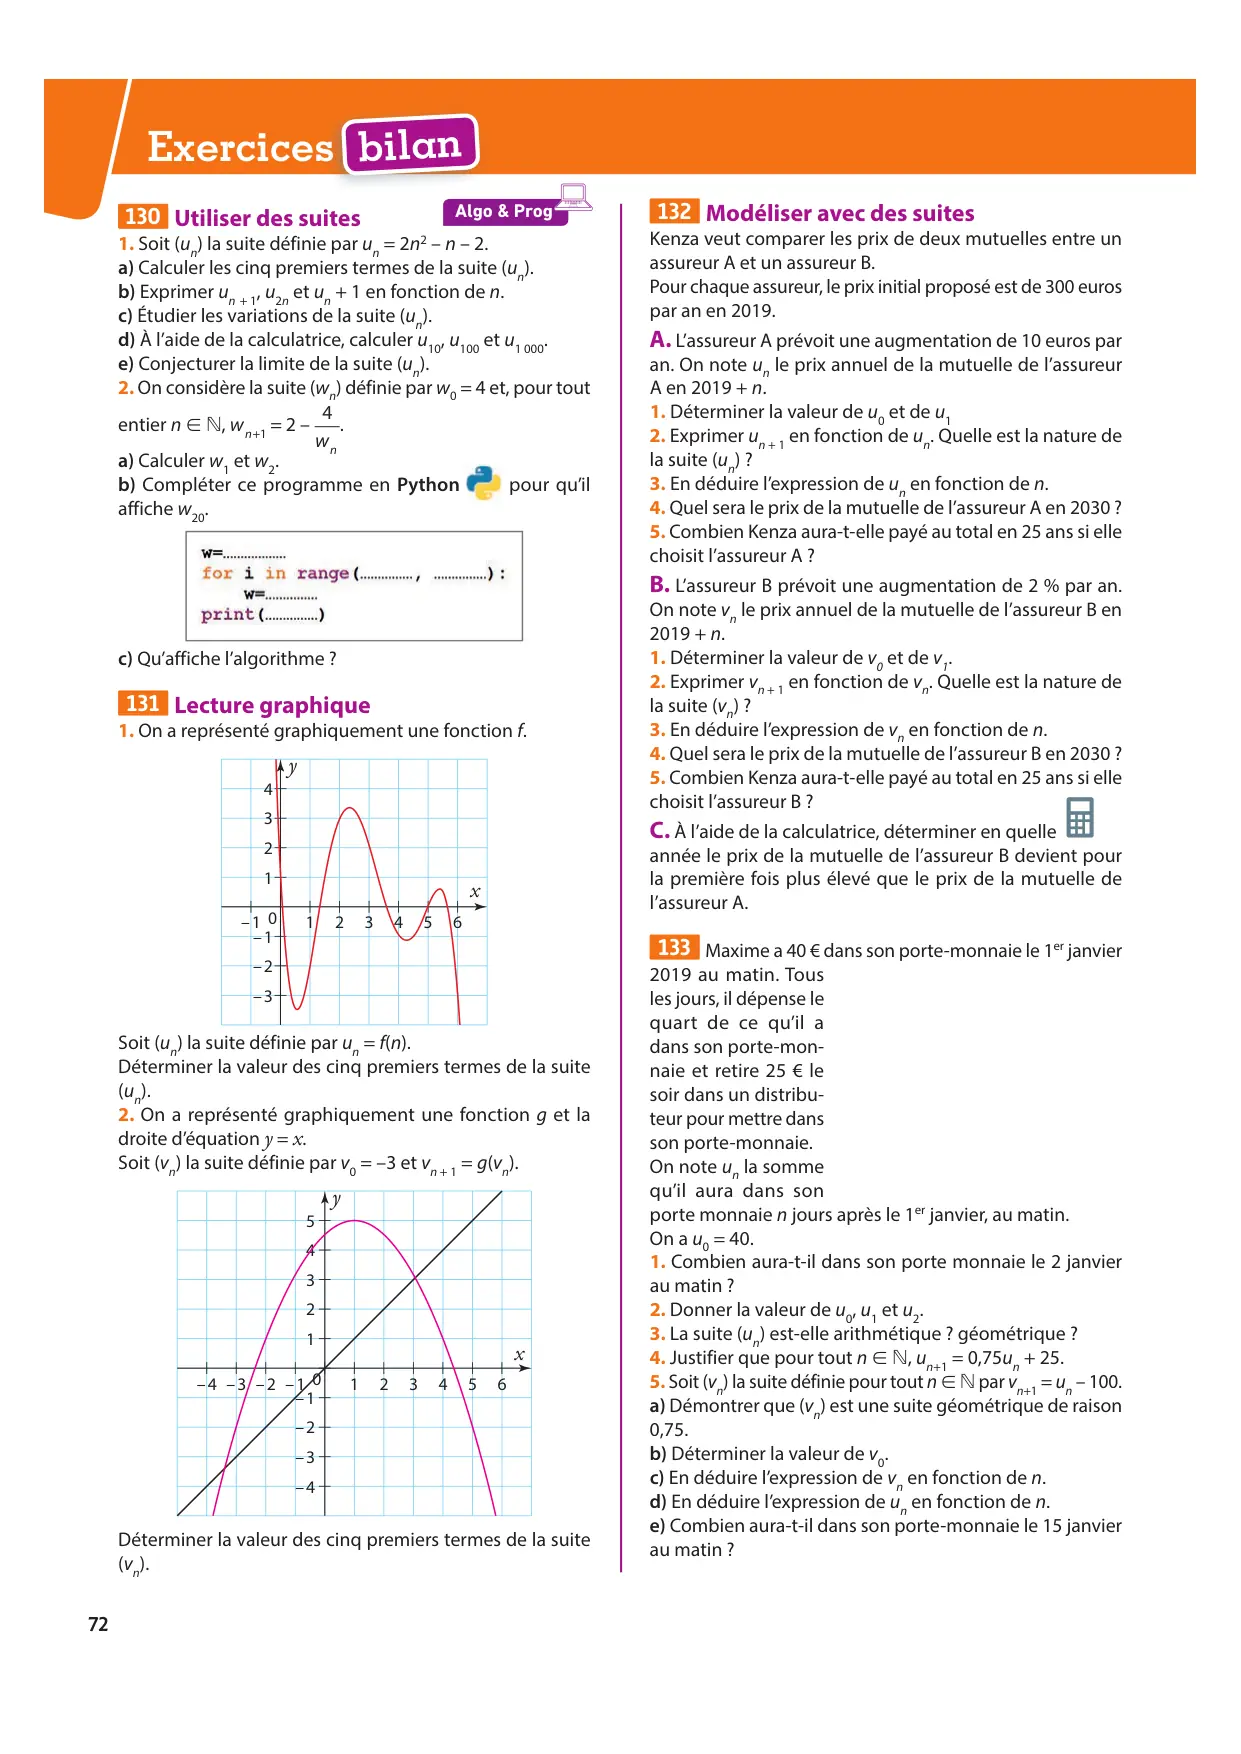 Exercices bilan
130 Utiliser des suites
Algo & Prog
1. Soit (uₙ) la suite définie par uₙ = 2n² – n – 2.
a) Calculer les cinq premiers termes de la suite (uₙ).
b) Exprimer uₙ ₊ ₁, u₂ₙ et uₙ + 1 en fonction de n.
c) Étudier les variations de la suite (uₙ).
d) À l’aide de la calculatrice, calculer u₁₀, u₁₀₀ et u₁ ₀₀₀.
e) Conjecturer la limite de la suite (uₙ).
2. On considère la suite (wₙ) définie par w₀ = 4 et, pour tout
entier n ∈ ℕ, wₙ₊₁ = 2 – 4/wₙ.
a) Calculer w₁ et w₂.
b) Compléter ce programme en Python pour qu’il
affiche w₂₀.
w=..................
for i in range(..............., ...............):
w=...............
print(...............)
c) Qu’affiche l’algorithme ?
131 Lecture graphique
1. On a représenté graphiquement une fonction f.
y
4
3
2
1
x
–1 0 1 2 3 4 5 6
–1
–2
–3
Soit (uₙ) la suite définie par uₙ = f(n).
Déterminer la valeur des cinq premiers termes de la suite
(uₙ).
2. On a représenté graphiquement une fonction g et la
droite d’équation y = x.
Soit (vₙ) la suite définie par v₀ = –3 et vₙ ₊ ₁ = g(vₙ).
y
5
4
3
2
1
x
–4 –3 –2 –1 0 1 2 3 4 5 6
–1
–2
–3
–4
Déterminer la valeur des cinq premiers termes de la suite
(vₙ).
72
132 Modéliser avec des suites
Kenza veut comparer les prix de deux mutuelles entre un
assureur A et un assureur B.
Pour chaque assureur, le prix initial proposé est de 300 euros
par an en 2019.
A. L’assureur A prévoit une augmentation de 10 euros par
an. On note uₙ le prix annuel de la mutuelle de l’assureur
A en 2019 + n.
1. Déterminer la valeur de u₀ et de u₁
2. Exprimer uₙ ₊ ₁ en fonction de uₙ. Quelle est la nature de
la suite (uₙ) ?
3. En déduire l’expression de uₙ en fonction de n.
4. Quel sera le prix de la mutuelle de l’assureur A en 2030 ?
5. Combien Kenza aura-t-elle payé au total en 25 ans si elle
choisit l’assureur A ?
B. L’assureur B prévoit une augmentation de 2 % par an.
On note vₙ le prix annuel de la mutuelle de l’assureur B en
2019 + n.
1. Déterminer la valeur de v₀ et de v₁.
2. Exprimer vₙ ₊ ₁ en fonction de vₙ. Quelle est la nature de
la suite (vₙ) ?
3. En déduire l’expression de vₙ en fonction de n.
4. Quel sera le prix de la mutuelle de l’assureur B en 2030 ?
5. Combien Kenza aura-t-elle payé au total en 25 ans si elle
choisit l’assureur B ?
C. À l’aide de la calculatrice, déterminer en quelle
année le prix de la mutuelle de l’assureur B devient pour
la première fois plus élevé que le prix de la mutuelle de
l’assureur A.
133 Maxime a 40 € dans son porte-monnaie le 1ᵉʳ janvier
2019 au matin. Tous
les jours, il dépense le
quart de ce qu’il a
dans son porte-mon-
naie et retire 25 € le
soir dans un distribu-
teur pour mettre dans
son porte-monnaie.
On note uₙ la somme
qu’il aura dans son
porte monnaie n jours après le 1ᵉʳ janvier, au matin.
On a u₀ = 40.
1. Combien aura-t-il dans son porte monnaie le 2 janvier
au matin ?
2. Donner la valeur de u₀, u₁ et u₂.
3. La suite (uₙ) est-elle arithmétique ? géométrique ?
4. Justifier que pour tout n ∈ ℕ, uₙ₊₁ = 0,75uₙ + 25.
5. Soit (vₙ) la suite définie pour tout n ∈ ℕ par vₙ₊₁ = uₙ – 100.
a) Démontrer que (vₙ) est une suite géométrique de raison
0,75.
b) Déterminer la valeur de v₀.
c) En déduire l’expression de vₙ en fonction de n.
d) En déduire l’expression de uₙ en fonction de n.
e) Combien aura-t-il dans son porte-monnaie le 15 janvier
au matin ?